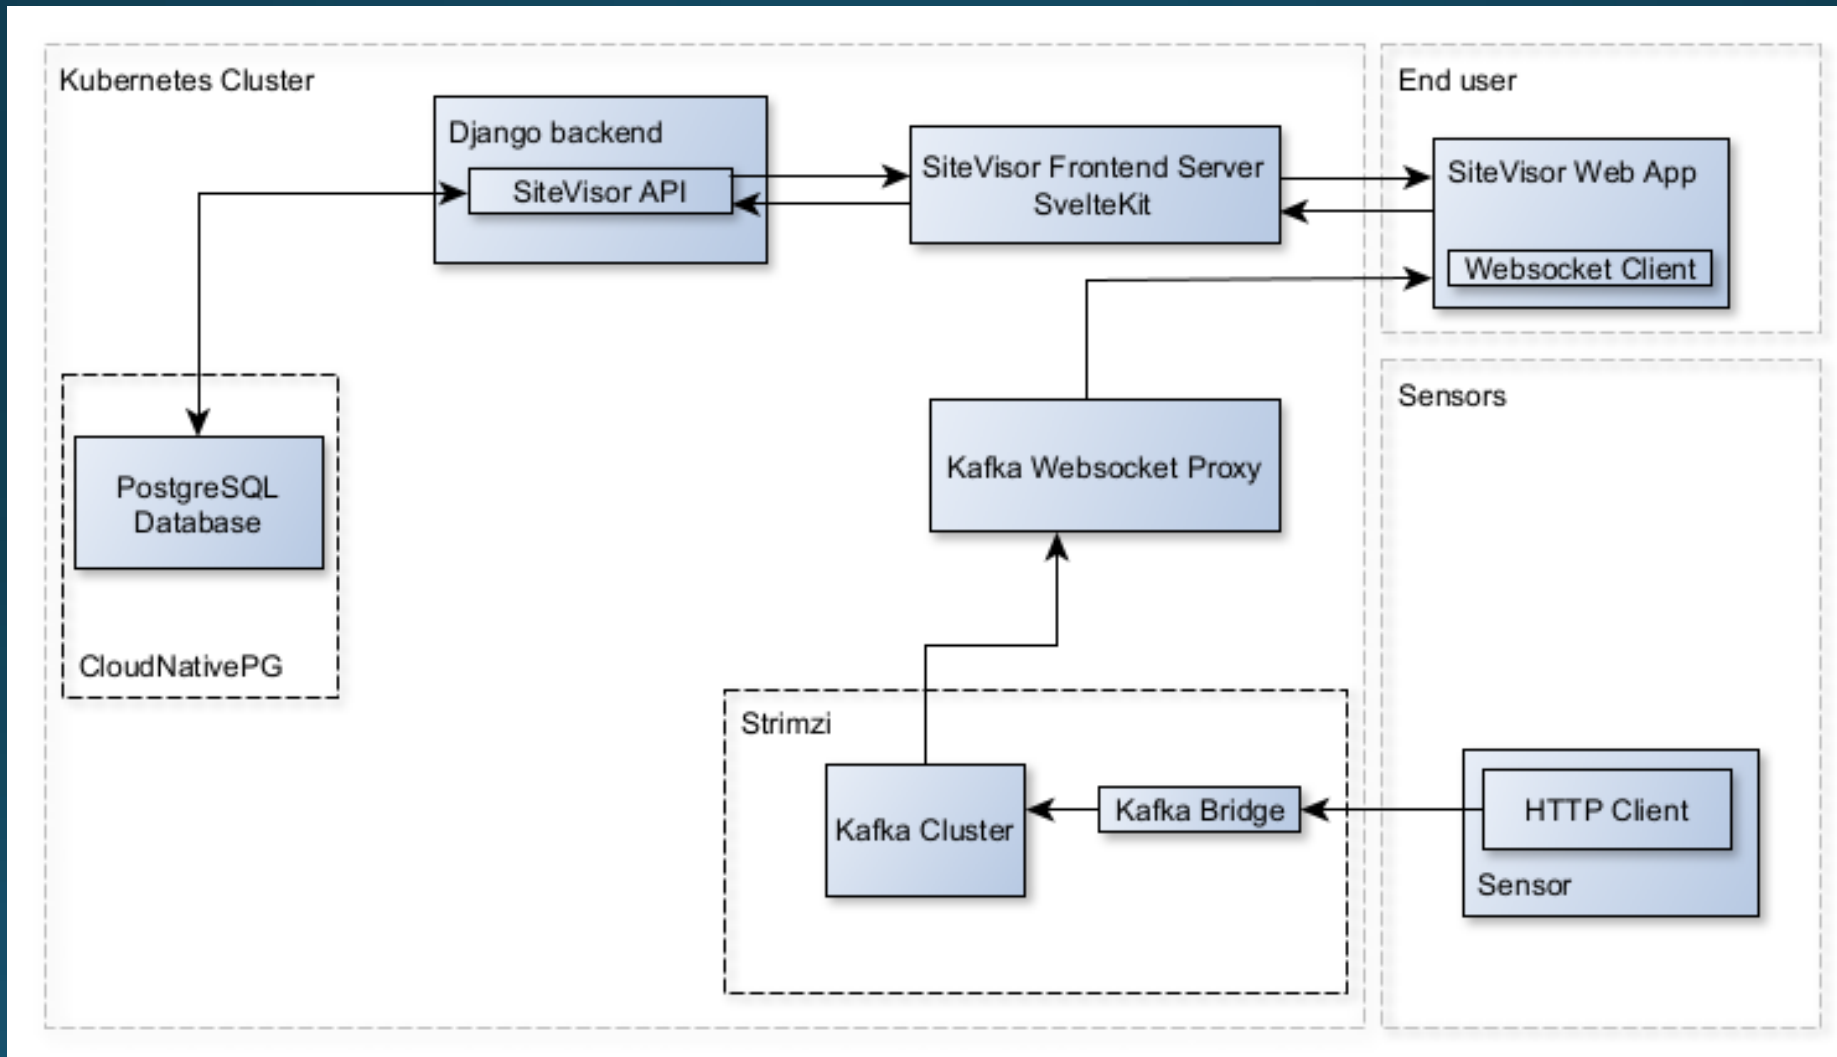 Kubernetes Cluster
Django backend
SiteVisor API
SiteVisor Frontend Server
SvelteKit
End user
SiteVisor Web App
Websocket Client
PostgreSQL
Database
CloudNativePG
Kafka Websocket Proxy
Strimzi
Kafka Cluster
Kafka Bridge
Sensors
HTTP Client
Sensor